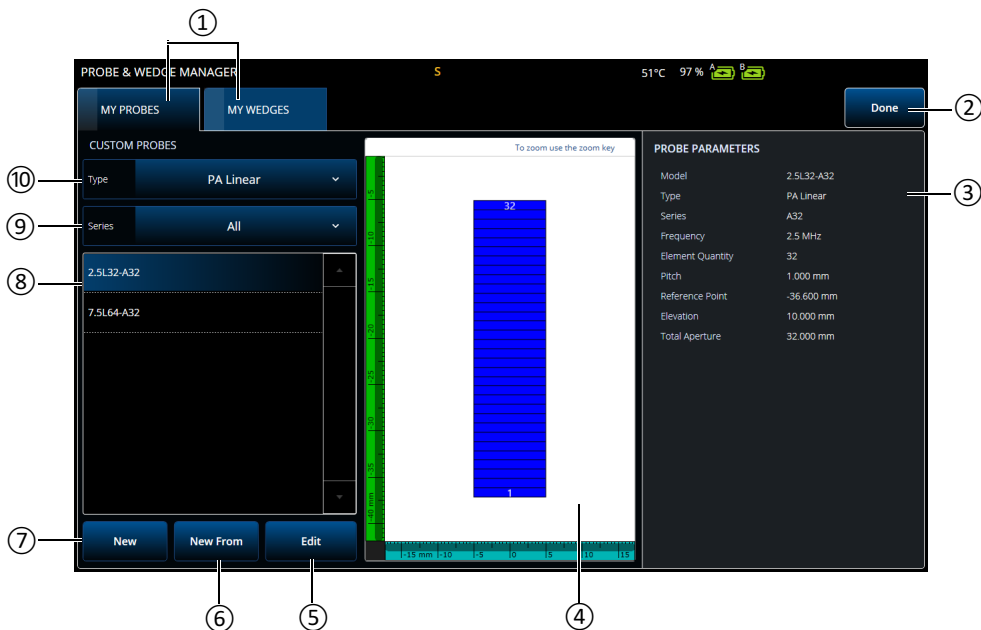 ①
PROBE & WEDGE MANAGER S 51°C 97 % A B
MY PROBES MY WEDGES Done ②
CUSTOM PROBES To zoom use the zoom key PROBE PARAMETERS
⑩ Type PA Linear Model 2.5L32-A32 ③
Type PA Linear
⑨ Series All Series A32
Frequency 2.5 MHz
⑧ 2.5L32-A32 Element Quantity 32
Pitch 1.000 mm
7.5L64-A32 Reference Point -36.600 mm
Elevation 10.000 mm
Total Aperture 32.000 mm
32
1
|-5
|-10
|-15
|-20
|-25
|-30
|-35
|-40 mm
⑦ New New From Edit
|-15 mm |-10 |-5 |0 |5 |10 |15
⑥ ⑤ ④